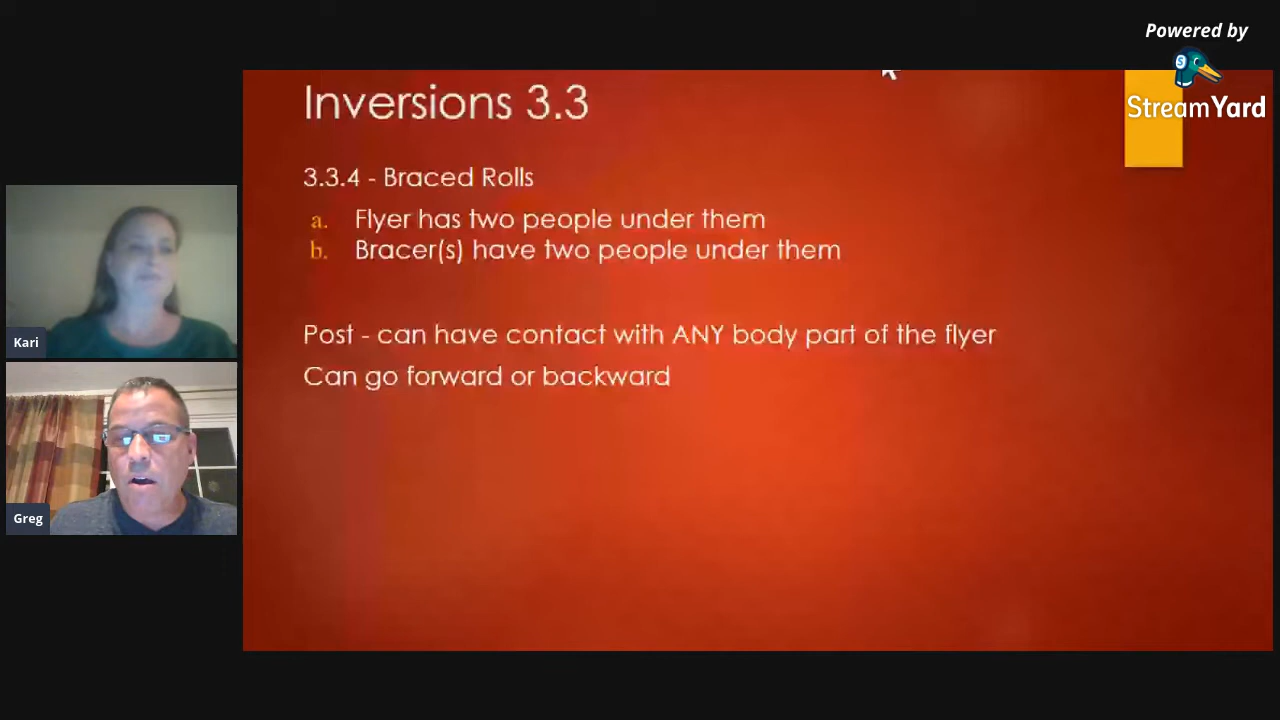 Powered by
StreamYard
Inversions 3.3
3.3.4 - Braced Rolls
a. Flyer has two people under them
b. Bracer(s) have two people under them
Post - can have contact with ANY body part of the flyer
Can go forward or backward
Kari
Greg